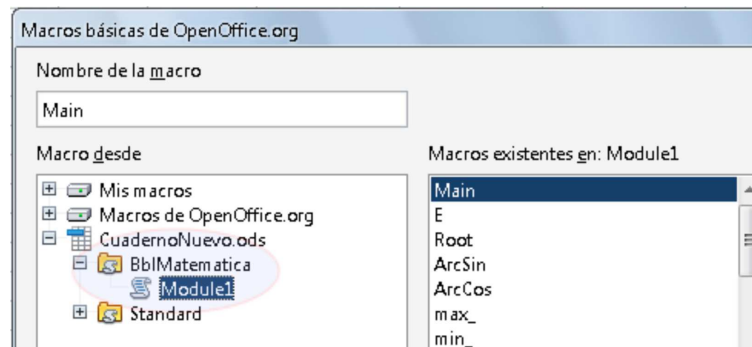 Macros básicas de OpenOffice.org
Nombre de la macro
Main
Macro desde
Mis macros
Macros de OpenOffice.org
CuadernoNuevo.ods
BblMatematica
Module1
Standard
Macros existentes en: Module1
Main
E
Root
ArcSin
ArcCos
max_
min_